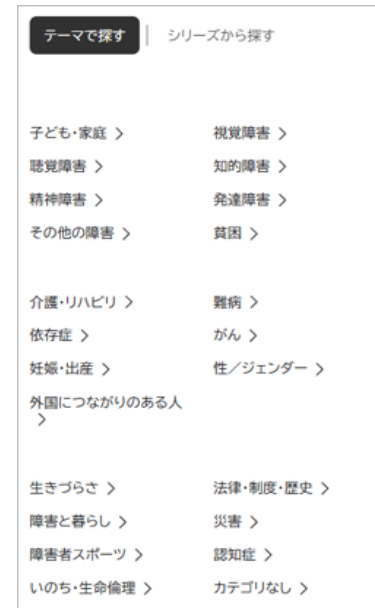 テーマで探す シリーズから探す
子ども・家庭 > 視覚障害 >
聴覚障害 > 知的障害 >
精神障害 > 発達障害 >
その他の障害 > 貧困 >
介護・リハビリ > 難病 >
依存症 > がん >
妊娠・出産 > 性／ジェンダー >
外国につながりのある人
>
生きづらさ > 法律・制度・歴史 >
障害と暮らし > 災害 >
障害者スポーツ > 認知症 >
いのち・生命倫理 > カテゴリなし >